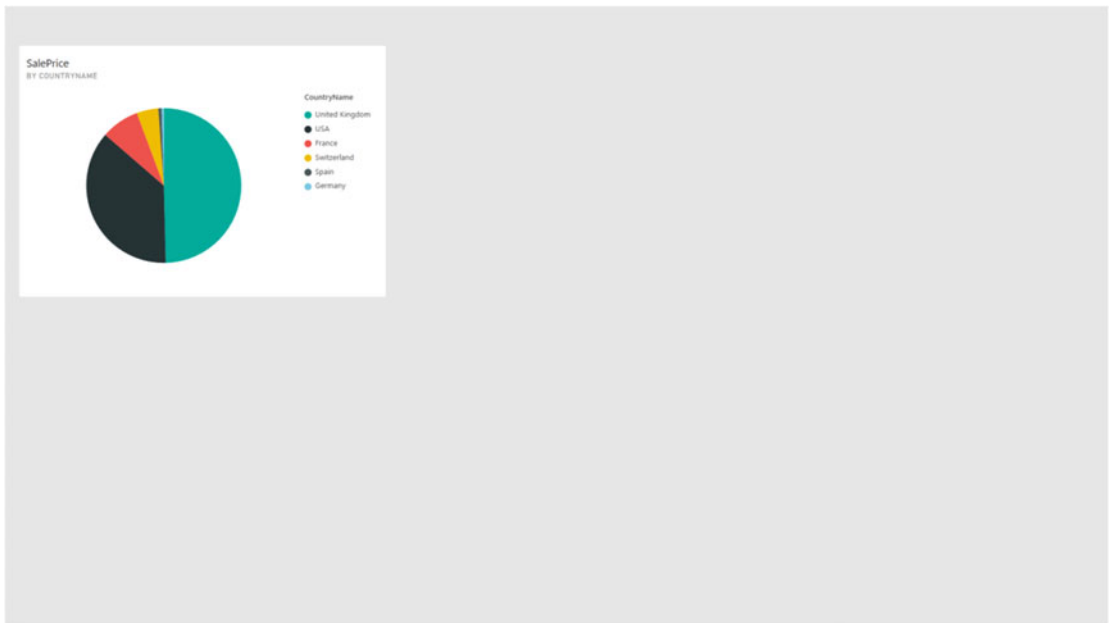 SalePrice
BY COUNTRYNAME
CountryName
United Kingdom
USA
France
Switzerland
Spain
Germany